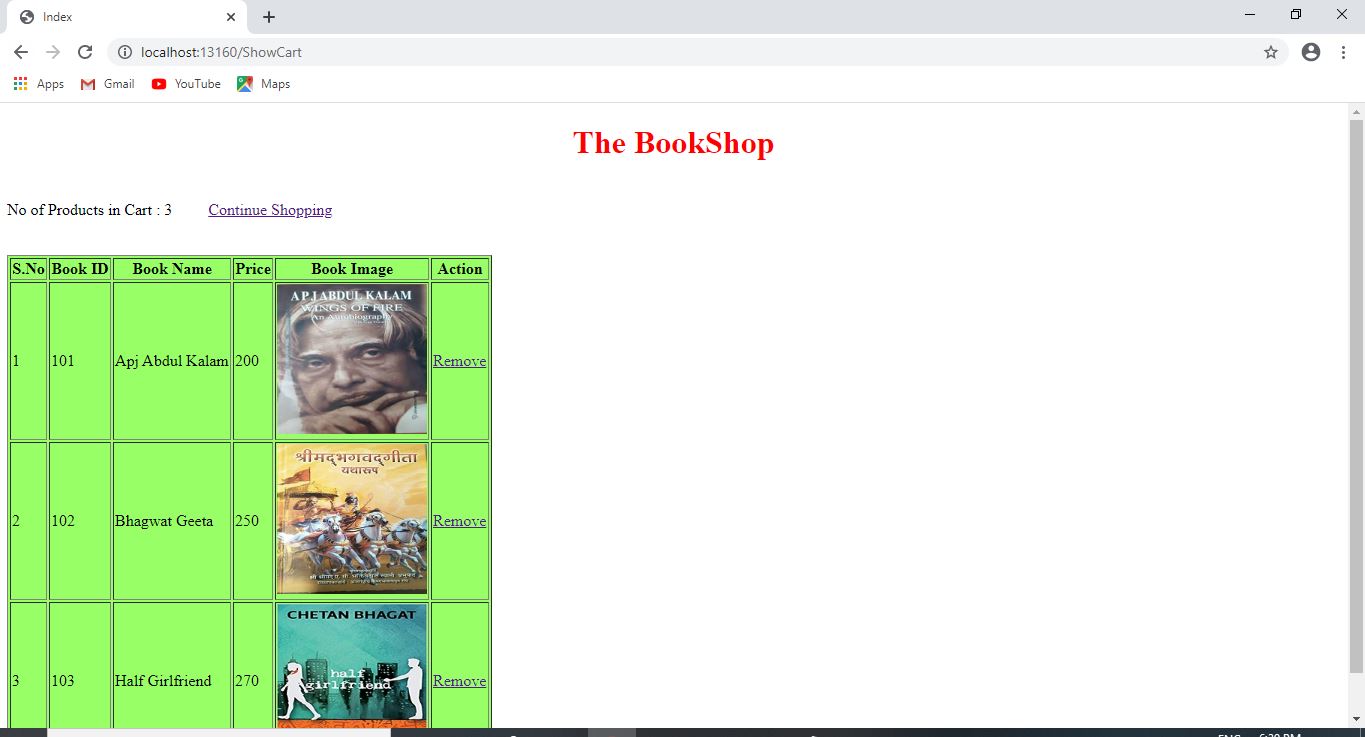 Index
localhost:13160/ShowCart
Apps Gmail YouTube Maps
The BookShop
No of Products in Cart : 3 Continue Shopping
S.No Book ID Book Name Price Book Image Action
A P J ABDUL KALAM
WINGS OF FIRE
An Autobiography
1 101 Apj Abdul Kalam 200 Remove
श्रीमद्भगवद्गीता
यथारूप
2 102 Bhagwat Geeta 250 Remove
CHETAN BHAGAT
half
girlfriend
3 103 Half Girlfriend 270 Remove